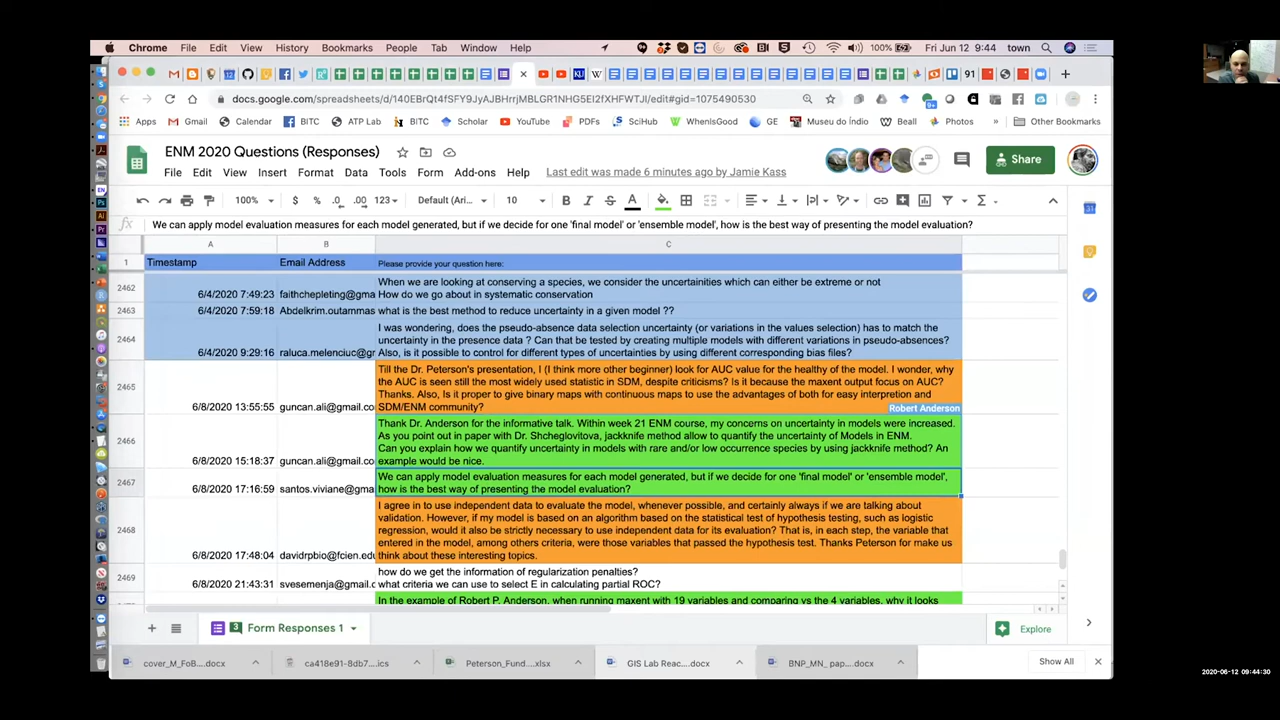 Chrome File Edit View History Bookmarks People Tab Window Help 100% Fri Jun 12 9:44 town
91
docs.google.com/spreadsheets/d/140EBrQt4fSFY9JyAJBHrrjMBLGR1NHG5EI2fXHFWTJI/edit#gid=1075490530
Apps Gmail Calendar BITC ATP Lab BITC Scholar YouTube PDFs SciHub WhenIsGood GE Museu do Índio Beall Photos » Other Bookmarks
ENM 2020 Questions (Responses)
Share
File Edit View Insert Format Data Tools Form Add-ons Help Last edit was made 6 minutes ago by Jamie Kass
100% $ % .0 .00 123 Default (Ari... 10 B I S A
fx We can apply model evaluation measures for each model generated, but if we decide for one 'final model' or 'ensemble model', how is the best way of presenting the model evaluation?
A B C
1 Timestamp Email Address Please provide your question here:
2462 6/4/2020 7:49:23 faithchepleting@gma When we are looking at conserving a species, we consider the uncertainities which can either be extreme or not
How do we go about in systematic conservation
2463 6/4/2020 7:59:18 Abdelkrim.outammas what is the best method to reduce uncertainty in a given model ??
2464 6/4/2020 9:29:16 raluca.melenciuc@gr I was wondering, does the pseudo-absence data selection uncertainty (or variations in the values selection) has to match the
uncertainty in the presence data ? Can that be tested by creating multiple models with different variations in pseudo-absences?
Also, is it possible to control for different types of uncertainties by using different corresponding bias files?
2465 6/8/2020 13:55:55 guncan.ali@gmail.co Till the Dr. Peterson's presentation, I (I think more other beginner) look for AUC value for the healthy of the model. I wonder, why
the AUC is seen still the most widely used statistic in SDM, despite criticisms? Is it because the maxent output focus on AUC?
Thanks. Also, Is it proper to give binary maps with continuous maps to use the advantages of both for easy interpretion and
SDM/ENM community?
Robert Anderson
2466 6/8/2020 15:18:37 guncan.ali@gmail.co Thank Dr. Anderson for the informative talk. Within week 21 ENM course, my concerns on uncertainty in models were increased.
As you point out in paper with Dr. Shcheglovitova, jackknife method allow to quantify the uncertainty of Models in ENM.
Can you explain how we quantify uncertainty in models with rare and/or low occurrence species by using jackknife method? An
example would be nice.
2467 6/8/2020 17:16:59 santos.viviane@gma We can apply model evaluation measures for each model generated, but if we decide for one 'final model' or 'ensemble model',
how is the best way of presenting the model evaluation?
2468 6/8/2020 17:48:04 davidrpbio@fcien.edu I agree in to use independent data to evaluate the model, whenever possible, and certainly always if we are talking about
validation. However, if my model is based on an algorithm based on the statistical test of hypothesis testing, such as logistic
regression, would it also be strictly necessary to use independent data for its evaluation? That is, in each step, the variable that
entered in the model, among others criteria, were those variables that passed the hypothesis test. Thanks Peterson for make us
think about these interesting topics.
2469 6/8/2020 21:43:31 svesemenja@gmail.c how do we get the information of regularization penalties?
what criteria we can use to select E in calculating partial ROC?
In the example of Robert P. Anderson, when running maxent with 19 variables and comparing vs the 4 variables, why it looks
3 Form Responses 1 Explore
cover_M_FoB....docx ca418e91-8db7....ics Peterson_Fund....xlsx GIS Lab Reac....docx BNP_MN_ pap....docx Show All
2020-06-12 09:44:30